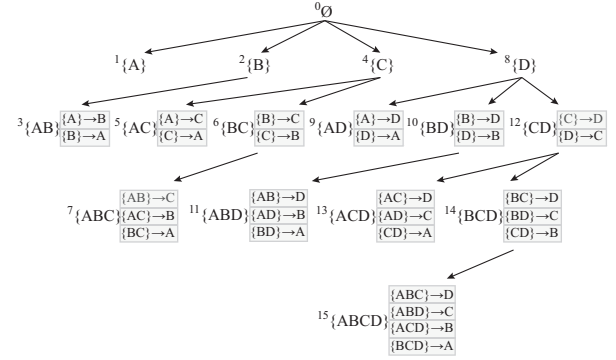 ⁰Ø
¹{A} ²{B} ⁴{C} ⁸{D}
³{AB} {A}→B {B}→A
⁵{AC} {A}→C {C}→A
⁶{BC} {B}→C {C}→B
⁹{AD} {A}→D {D}→A
¹⁰{BD} {B}→D {D}→B
¹²{CD} {C}→D {D}→C
⁷{ABC} {AB}→C {AC}→B {BC}→A
¹¹{ABD} {AB}→D {AD}→B {BD}→A
¹³{ACD} {AC}→D {AD}→C {CD}→A
¹⁴{BCD} {BC}→D {BD}→C {CD}→B
¹⁵{ABCD} {ABC}→D {ABD}→C {ACD}→B {BCD}→A